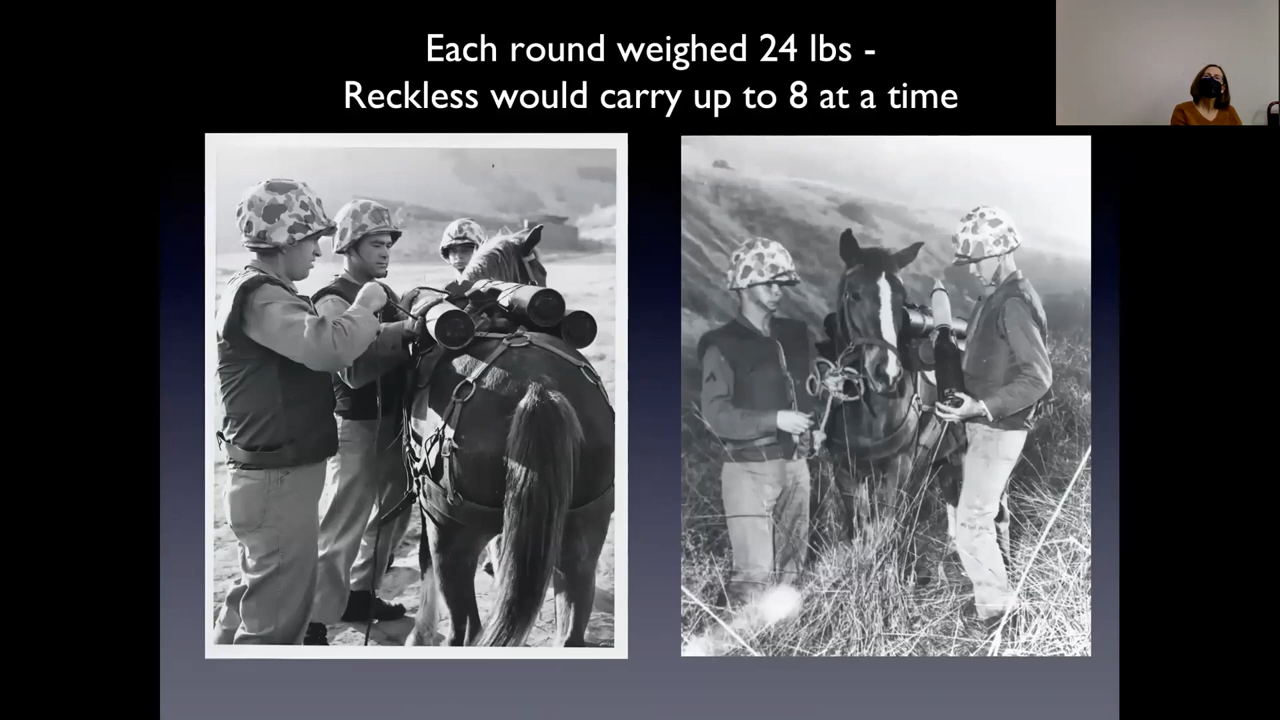 Each round weighed 24 lbs -
Reckless would carry up to 8 at a time